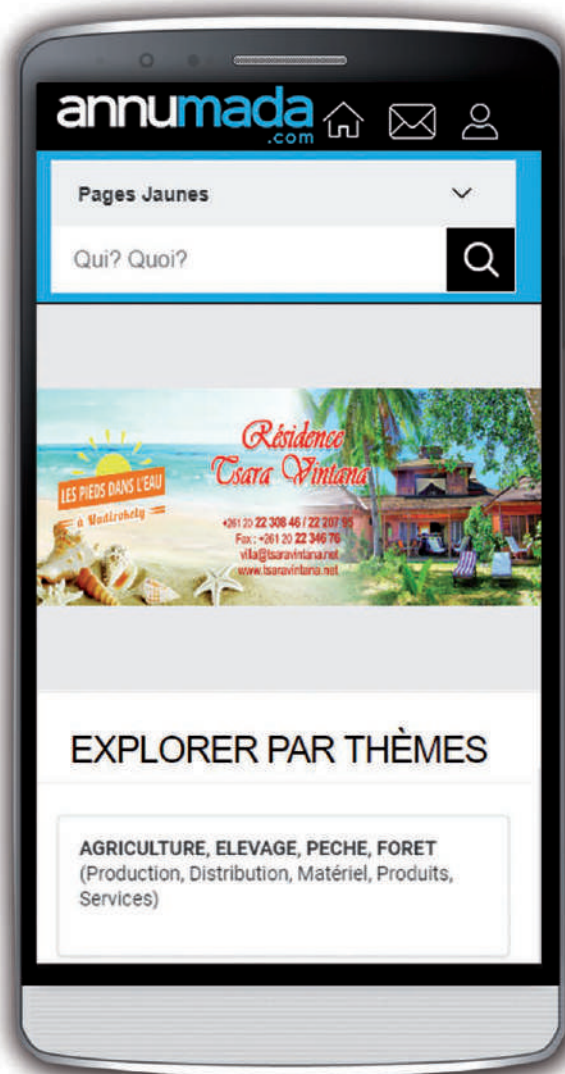 annumada
.com
Pages Jaunes
Qui? Quoi?
Résidence
Tsara Vintana
LES PIEDS DANS L'EAU
à Madirokely
+261 20 22 308 46 / 22 207 95
Fax : +261 20 22 346 76
villa@tsaravintana.net
www.tsaravintana.net
EXPLORER PAR THÈMES
AGRICULTURE, ELEVAGE, PECHE, FORET
(Production, Distribution, Matériel, Produits,
Services)